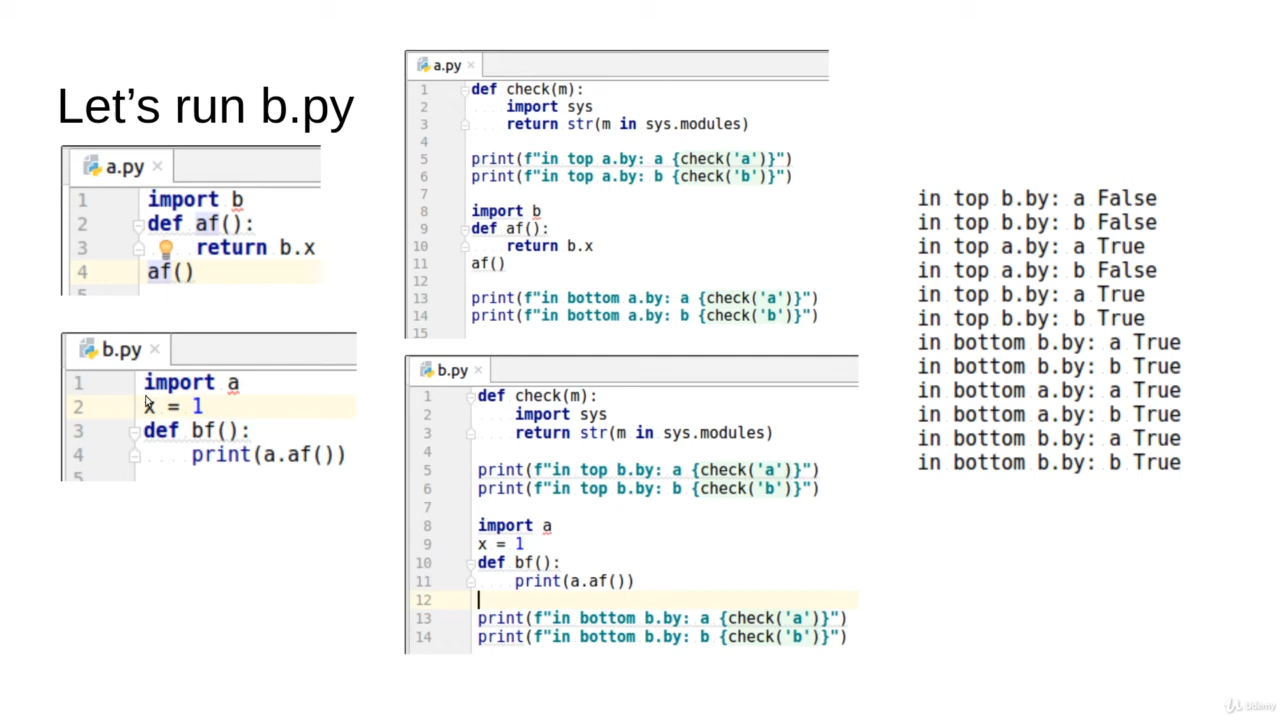 Let's run b.py
a.py
1 import b
2 def af():
3 return b.x
4 af()
5
b.py
1 import a
2 x = 1
3 def bf():
4 print(a.af())
5
a.py
1 def check(m):
2 import sys
3 return str(m in sys.modules)
4
5 print(f"in top a.by: a {check('a')}")
6 print(f"in top a.by: b {check('b')}")
7
8 import b
9 def af():
10 return b.x
11 af()
12
13 print(f"in bottom a.by: a {check('a')}")
14 print(f"in bottom a.by: b {check('b')}")
15
b.py
1 def check(m):
2 import sys
3 return str(m in sys.modules)
4
5 print(f"in top b.by: a {check('a')}")
6 print(f"in top b.by: b {check('b')}")
7
8 import a
9 x = 1
10 def bf():
11 print(a.af())
12
13 print(f"in bottom b.by: a {check('a')}")
14 print(f"in bottom b.by: b {check('b')}")
in top b.by: a False
in top b.by: b False
in top a.by: a True
in top a.by: b False
in top b.by: a True
in top b.by: b True
in bottom b.by: a True
in bottom b.by: b True
in bottom a.by: a True
in bottom a.by: b True
in bottom b.by: a True
in bottom b.by: b True
Udemy